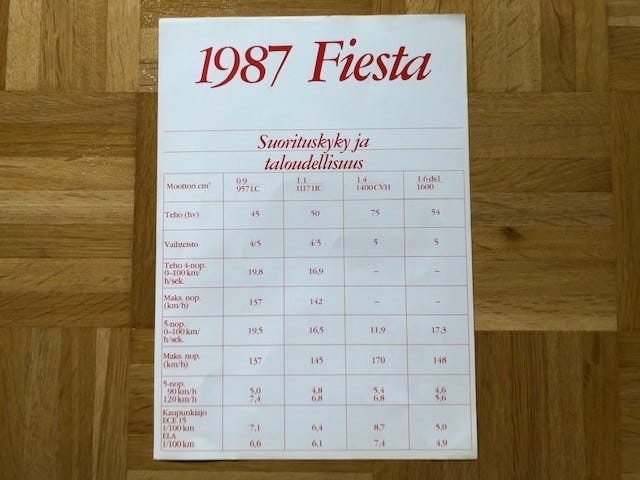 1987 Fiesta
Suorituskyky ja
taloudellisuus
Moottori cm³ 0.9 957 LC 1.1 1117 HC 1.4 1400 CVH 1.6 dsl. 1600
Teho (hv) 45 50 75 54
Vaihteisto 4/5 4/5 5 5
Teho 4-nop.
0–100 km/
h/sek. 19,8 16,9 – –
Maks. nop.
(km/h) 137 142 – –
5-nop.
0–100 km/
h/sek. 19,5 16,5 11,9 17,3
Maks. nop.
(km/h) 137 145 170 148
5-nop.
90 km/h 5,0 4,8 5,4 4,6
120 km/h 7,4 6,8 6,8 5,6
Kaupunkiajo
ECE 15
l/100 km 7,1 6,4 8,7 5,0
ELA
l/100 km 6,6 6,1 7,4 4,9